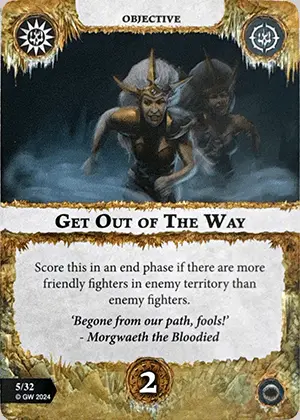 OBJECTIVE
GET OUT OF THE WAY
Score this in an end phase if there are more
friendly fighters in enemy territory than
enemy fighters.
'Begone from our path, fools!'
- Morgwaeth the Bloodied
5/32
© GW 2024
2